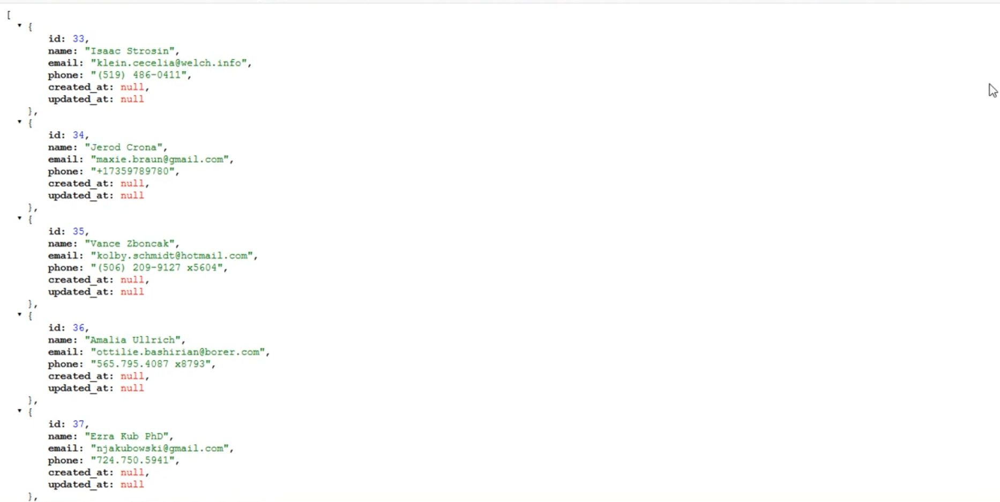 [
{
id: 33,
name: "Isaac Strosin",
email: "klein.cecelia@welch.info",
phone: "(519) 486-0411",
created_at: null,
updated_at: null
},
{
id: 34,
name: "Jerod Crona",
email: "maxie.braun@gmail.com",
phone: "+17359789780",
created_at: null,
updated_at: null
},
{
id: 35,
name: "Vance Zboncak",
email: "kolby.schmidt@hotmail.com",
phone: "(506) 209-9127 x5604",
created_at: null,
updated_at: null
},
{
id: 36,
name: "Amalia Ullrich",
email: "ottilie.bashirian@borer.com",
phone: "565.795.4087 x8793",
created_at: null,
updated_at: null
},
{
id: 37,
name: "Ezra Kub PhD",
email: "njakubowski@gmail.com",
phone: "724.750.5941",
created_at: null,
updated_at: null
},